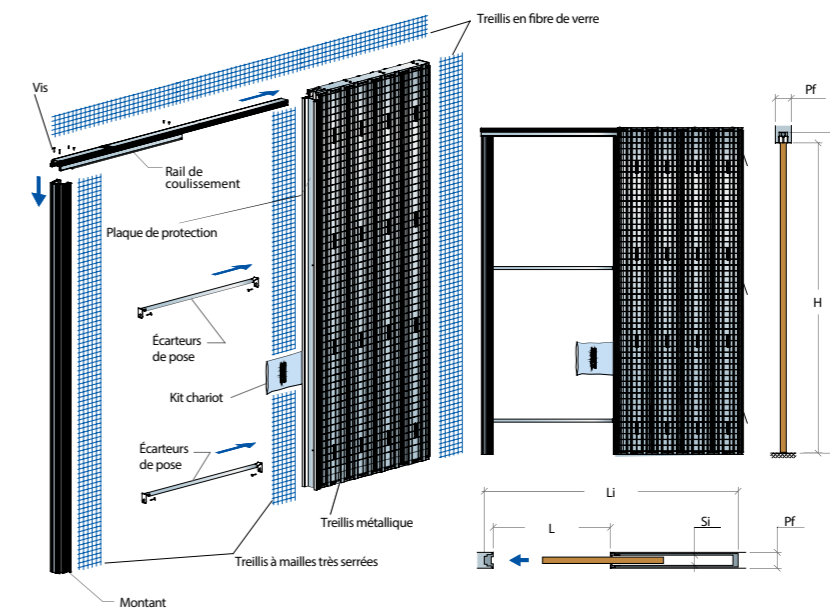 Treillis en fibre de verre
Vis
Pf
Rail de
coulissement
Plaque de protection
H
Écarteurs
de pose
Kit chariot
Écarteurs
de pose
Li
L
Si
Pf
Treillis métallique
Treillis à mailles très serrées
Montant